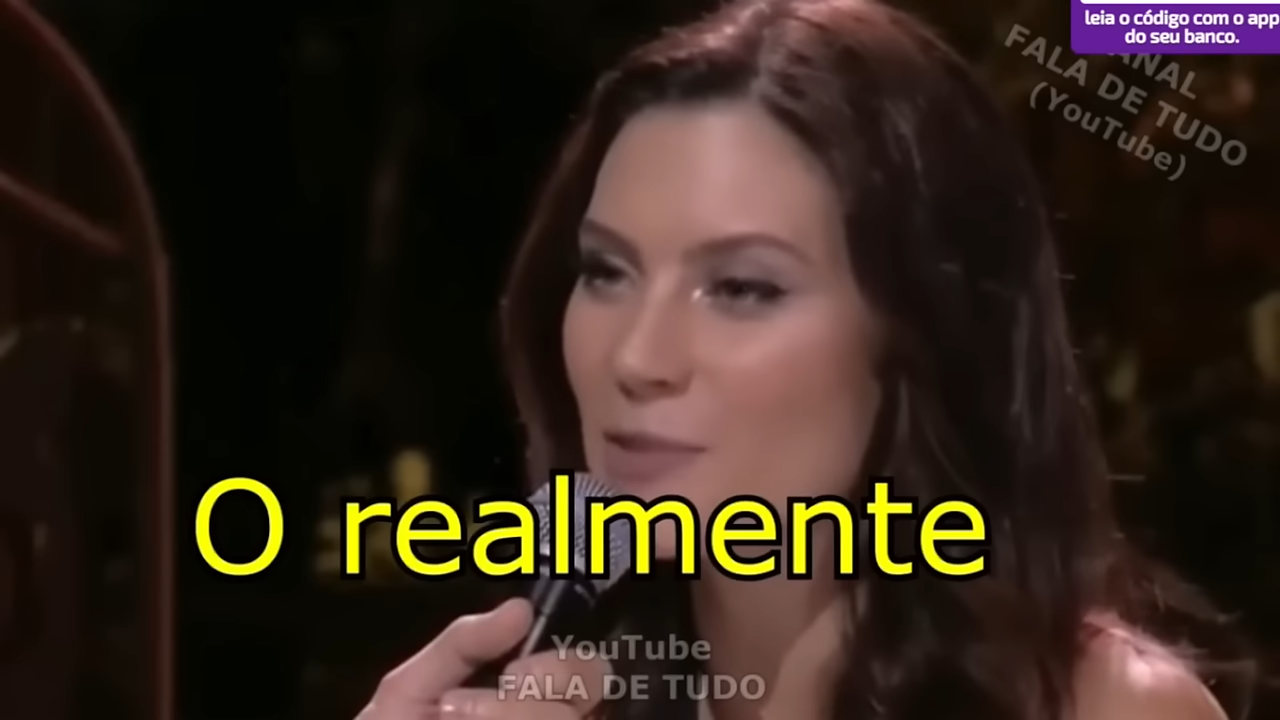 leia o código com o app
do seu banco.
FALA DE TUDO
(YouTube)
O realmente
YouTube
FALA DE TUDO